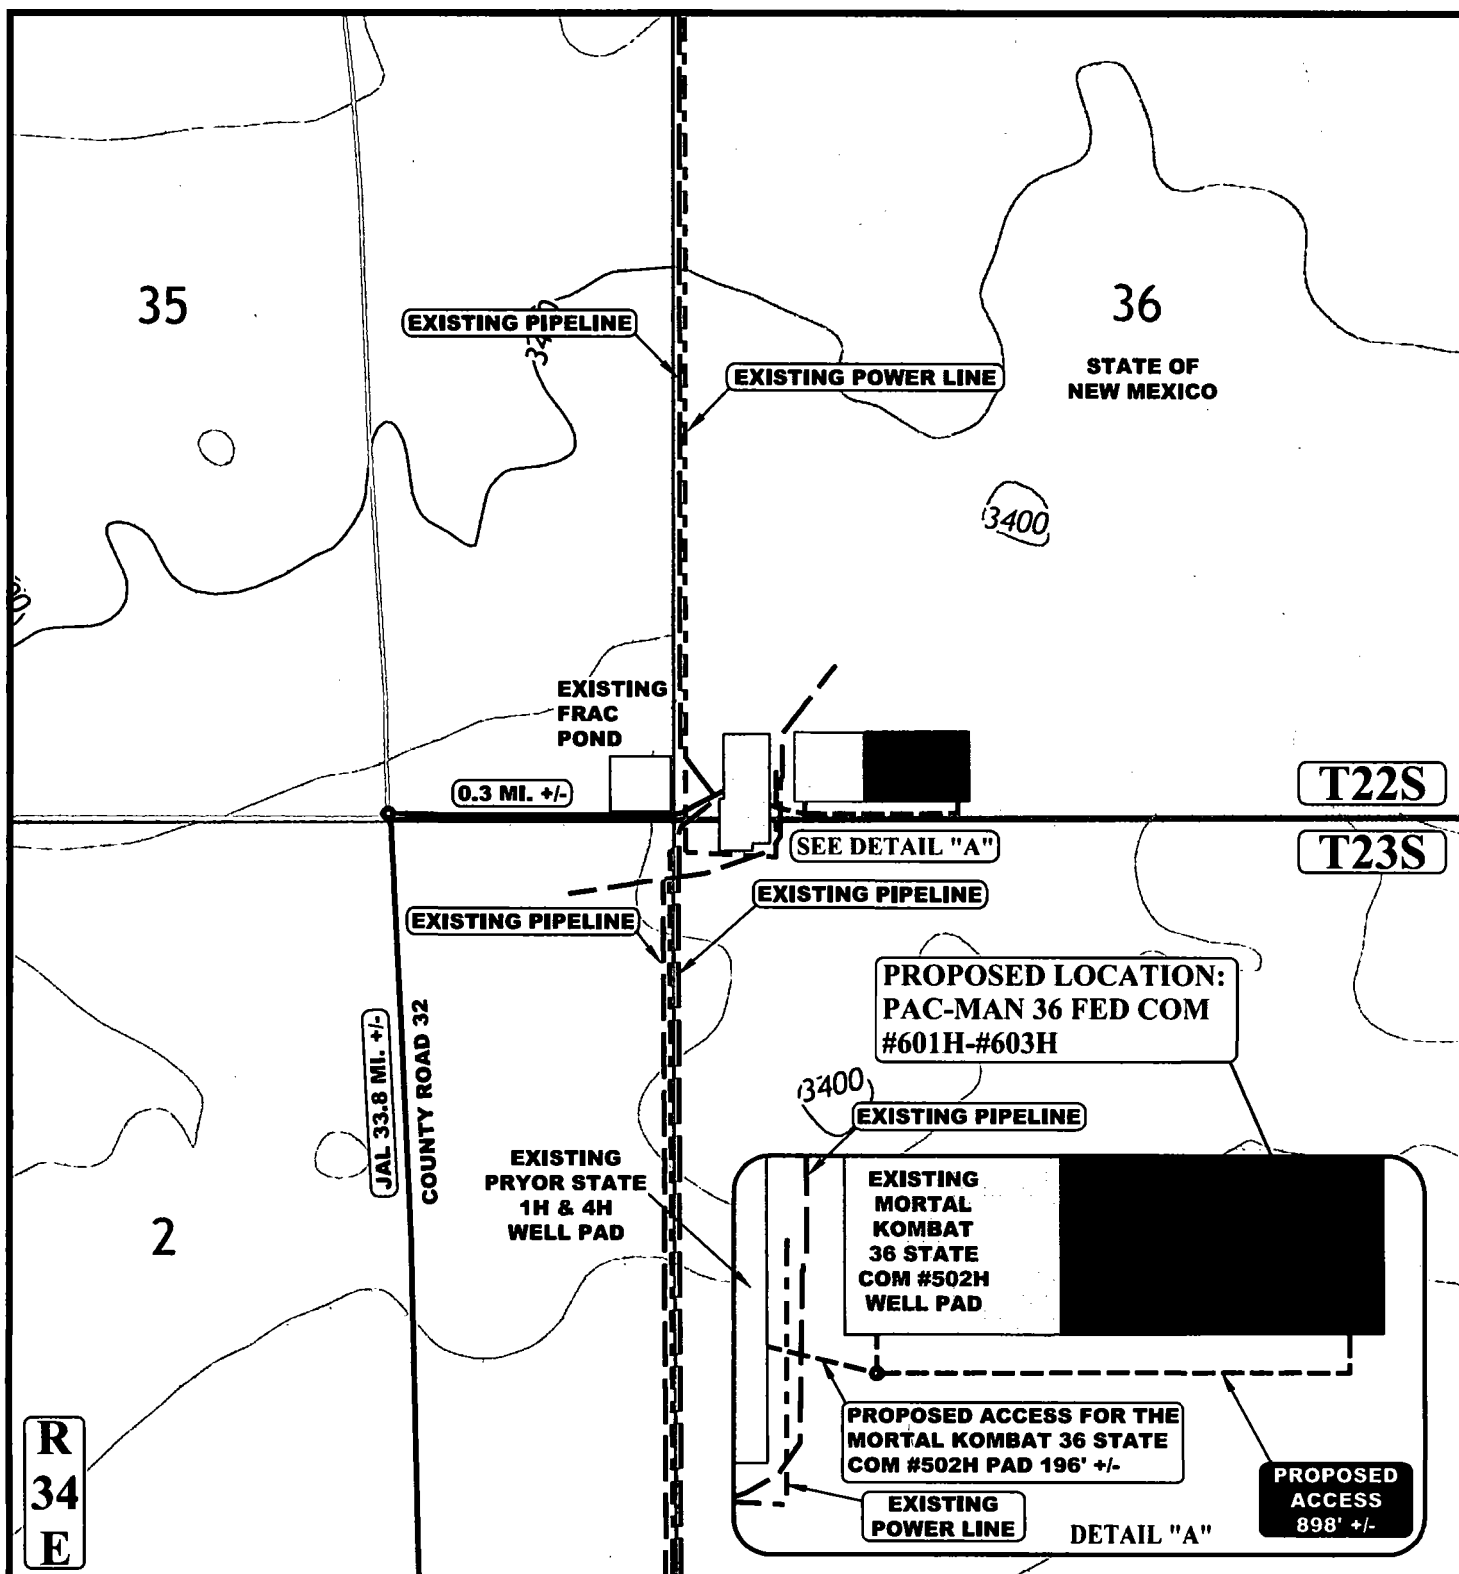 35
36
STATE OF
NEW MEXICO
EXISTING PIPELINE
EXISTING POWER LINE
3400
EXISTING
FRAC
POND
0.3 MI. +/-
T22S
T23S
SEE DETAIL "A"
EXISTING PIPELINE
EXISTING PIPELINE
PROPOSED LOCATION:
PAC-MAN 36 FED COM
#601H-#603H
JAL 33.8 MI. +/-
COUNTY ROAD 32
3400
EXISTING PIPELINE
EXISTING
PRYOR STATE
1H & 4H
WELL PAD
2
EXISTING
MORTAL
KOMBAT
36 STATE
COM #502H
WELL PAD
PROPOSED ACCESS FOR THE
MORTAL KOMBAT 36 STATE
COM #502H PAD 196' +/-
EXISTING
POWER LINE
PROPOSED
ACCESS
898' +/-
DETAIL "A"
R
34
E